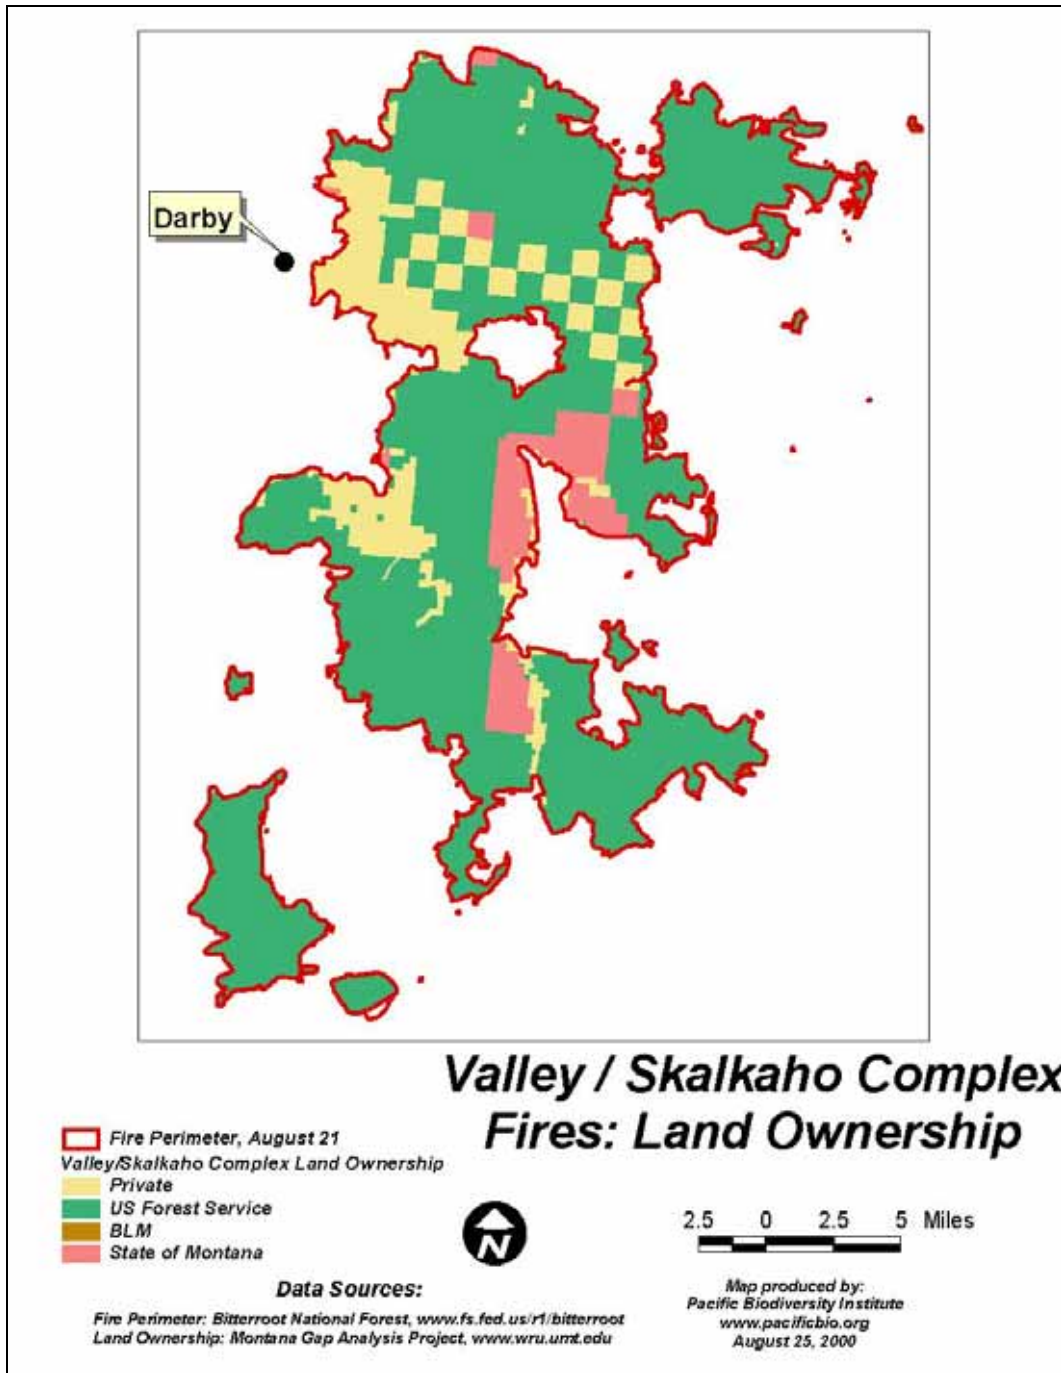 Darby
Valley / Skalkaho Complex
Fires: Land Ownership
Fire Perimeter, August 21
Valley/Skalkaho Complex Land Ownership
Private
US Forest Service
BLM
State of Montana
N
2.5 0 2.5 5 Miles
Data Sources:
Fire Perimeter: Bitterroot National Forest, www.fs.fed.us/r1/bitterroot
Land Ownership: Montana Gap Analysis Project, www.wru.umt.edu
Map produced by:
Pacific Biodiversity Institute
www.pacificbio.org
August 25, 2000